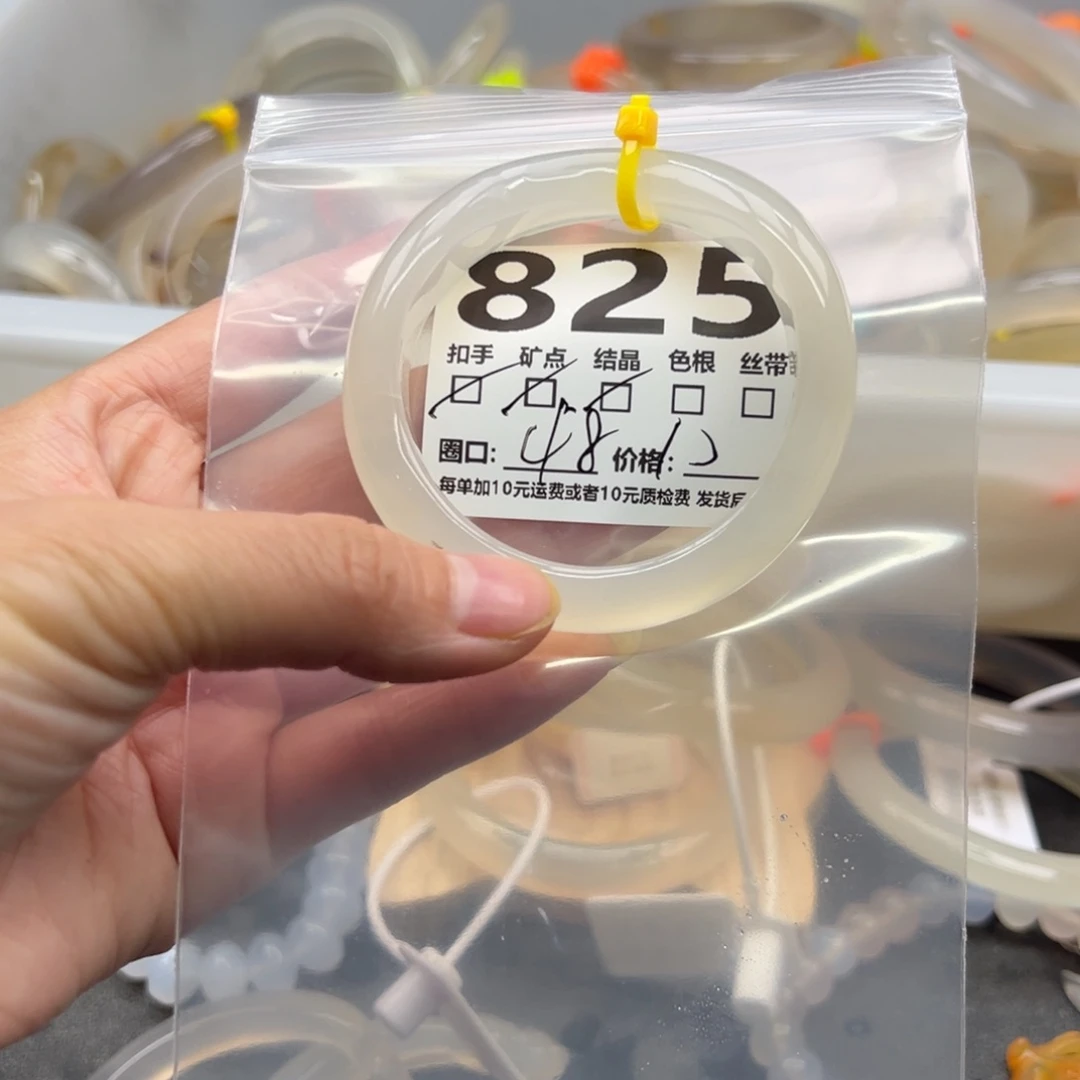 825
扣手 矿点 结晶 色根 丝带
圈口: 48 价格:
每单加10元运费或者10元质检费 发货后